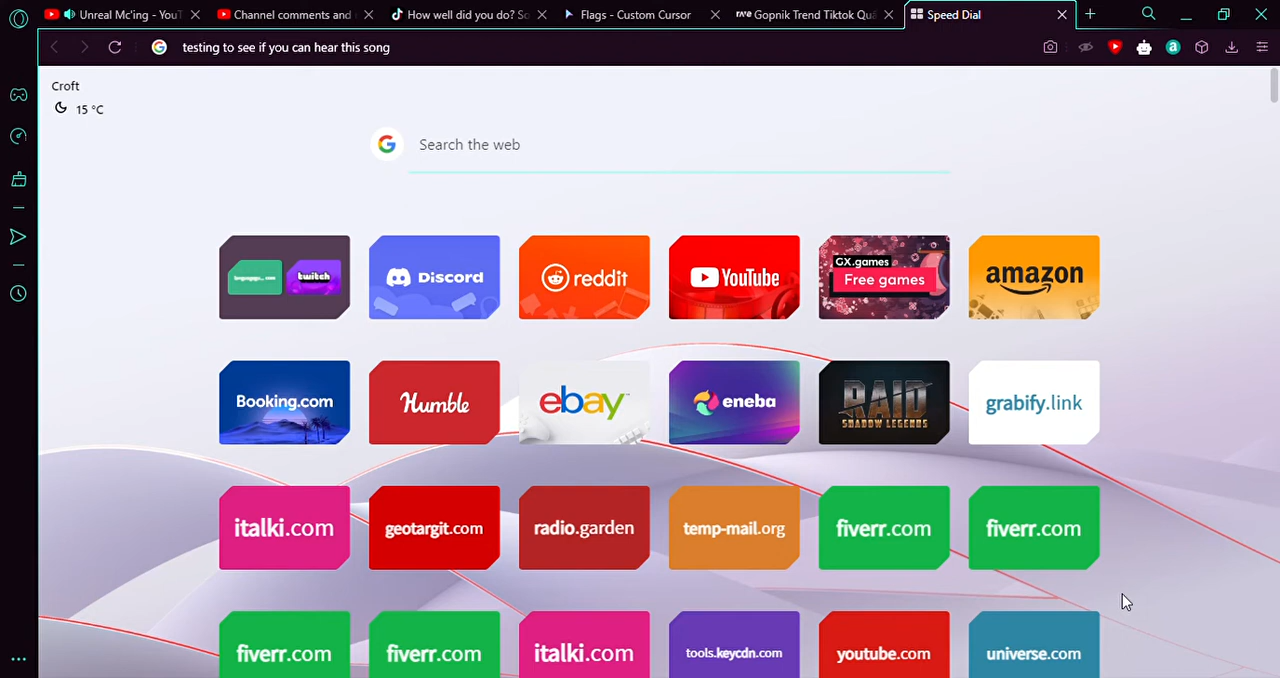 Unreal Mc'ing - YouT
Channel comments and
How well did you do? So
Flags - Custom Cursor
Gopnik Trend Tiktok Quá
Speed Dial
testing to see if you can hear this song
Croft
15 °C
Search the web
twitch
Discord
reddit
YouTube
GX.games
Free games
amazon
Booking.com
Humble
ebay
eneba
RAID
SHADOW LEGENDS
grabify.link
italki.com
geotargit.com
radio.garden
temp-mail.org
fiverr.com
fiverr.com
fiverr.com
fiverr.com
italki.com
tools.keycdn.com
youtube.com
universe.com